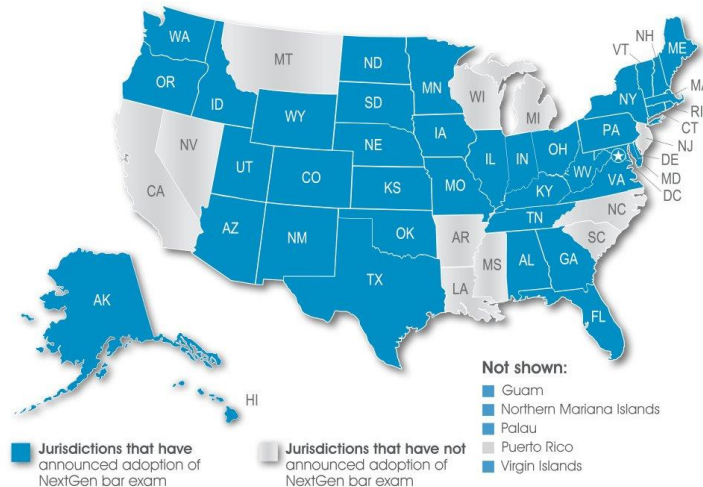 WA
MT
ND
MN
OR
ID
SD
WI
MI
VT
NH
ME
NY
RI
CT
NJ
DE
MD
DC
WY
NV
CA
UT
CO
NE
IA
IL
IN
OH
PA
WV
VA
KS
MO
KY
AZ
NM
OK
AR
TN
NC
SC
TX
LA
MS
AL
GA
FL
AK
HI
Not shown:
Guam
Northern Mariana Islands
Palau
Puerto Rico
Virgin Islands
Jurisdictions that have
announced adoption of
NextGen bar exam
Jurisdictions that have not
announced adoption of
NextGen bar exam